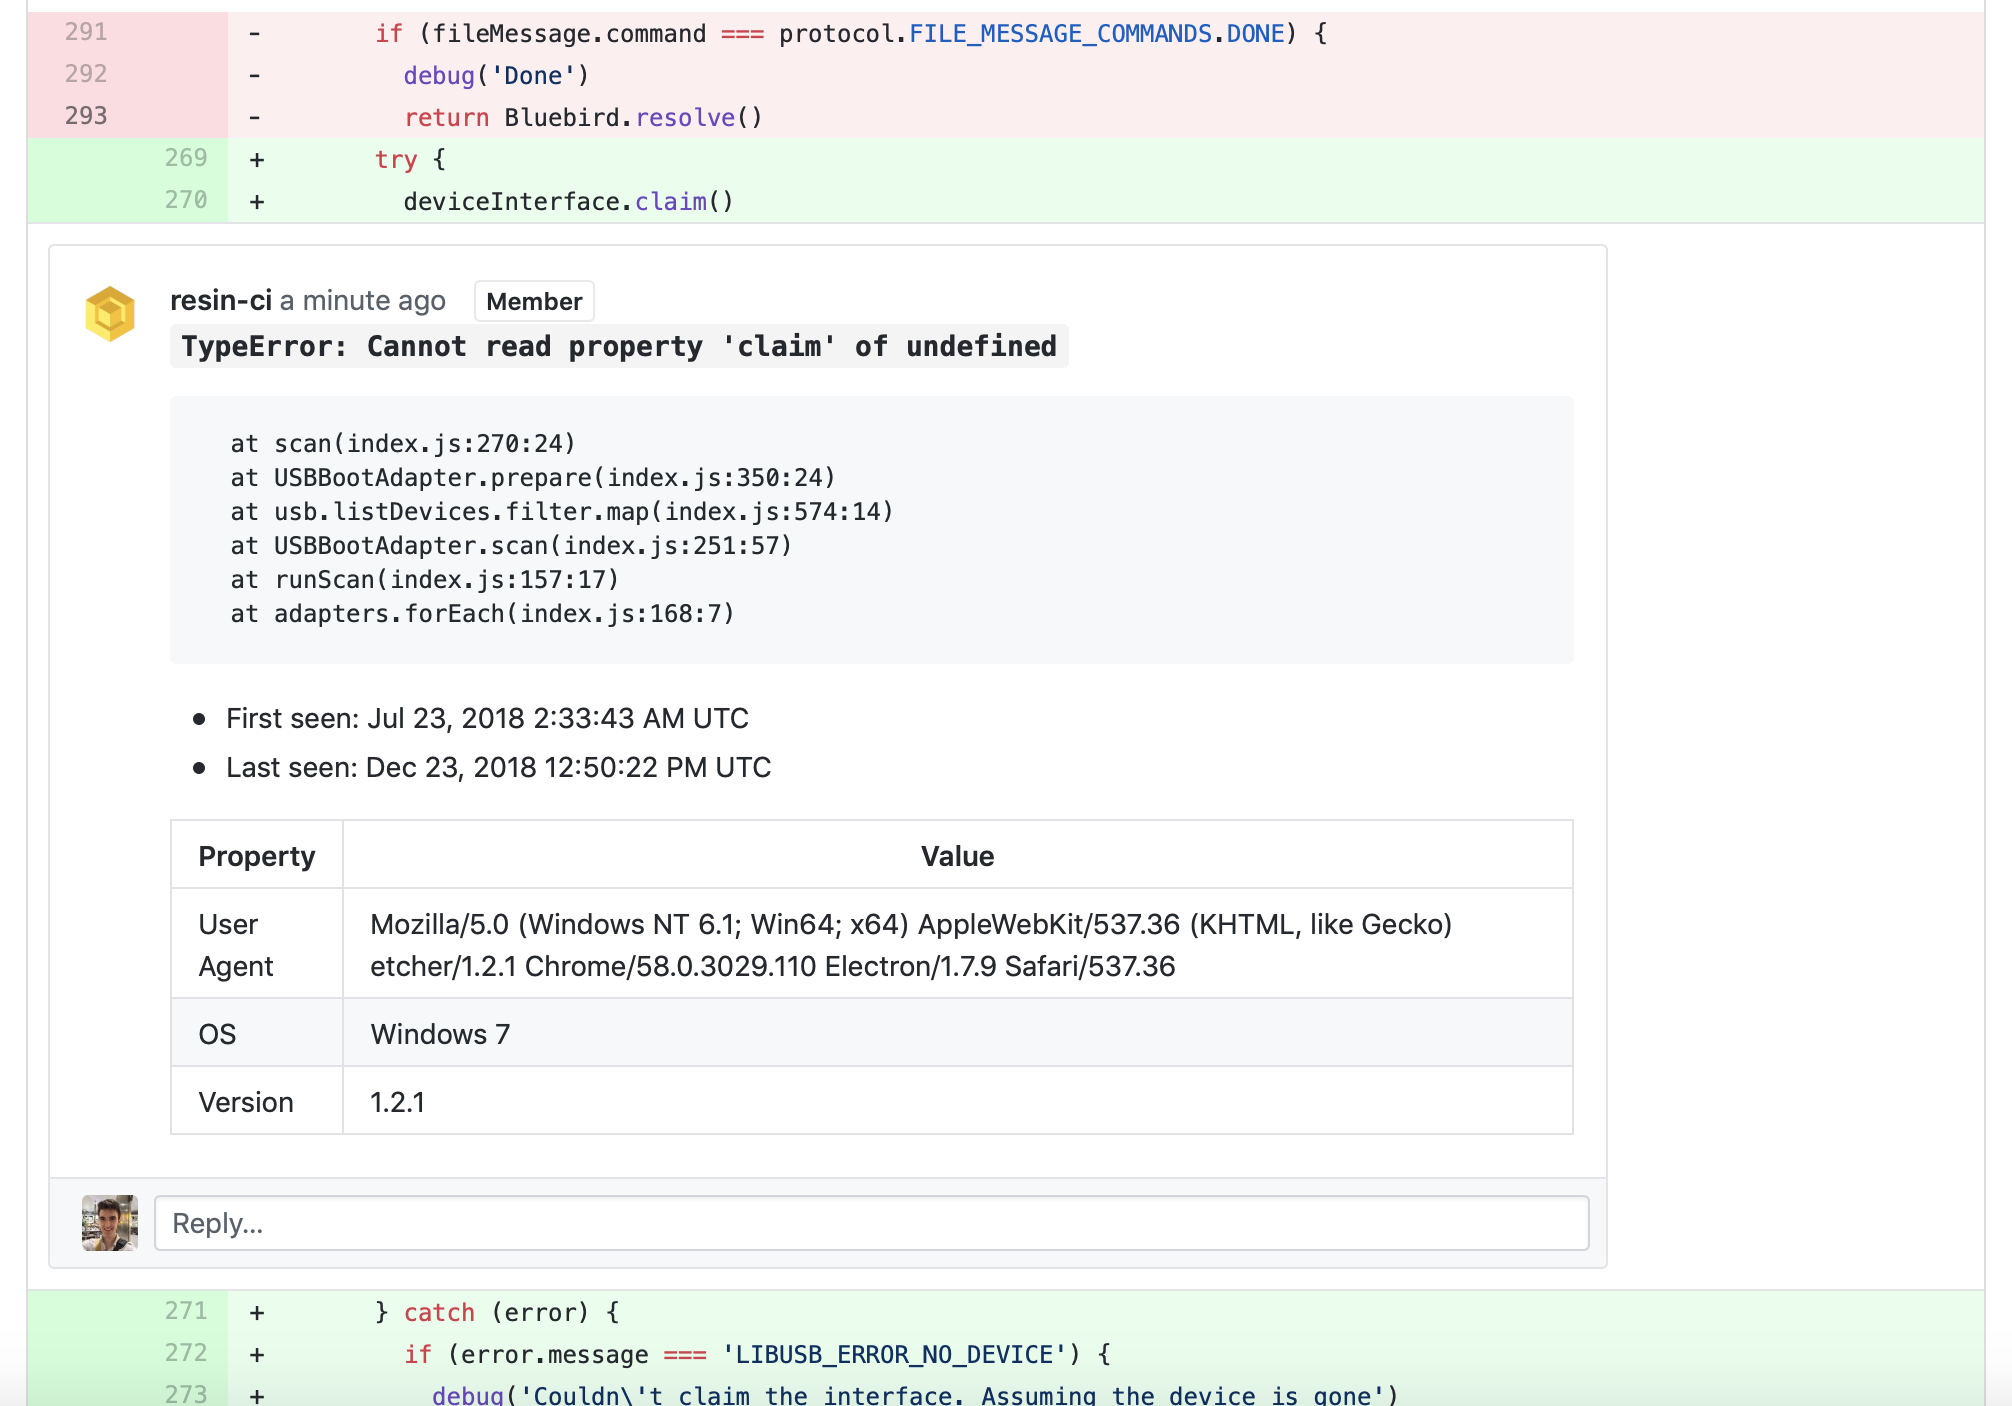 291 - if (fileMessage.command === protocol.FILE_MESSAGE_COMMANDS.DONE) {
292 - debug('Done')
293 - return Bluebird.resolve()
269 + try {
270 + deviceInterface.claim()
resin-ci a minute ago Member
TypeError: Cannot read property 'claim' of undefined
at scan(index.js:270:24)
at USBBootAdapter.prepare(index.js:350:24)
at usb.listDevices.filter.map(index.js:574:14)
at USBBootAdapter.scan(index.js:251:57)
at runScan(index.js:157:17)
at adapters.forEach(index.js:168:7)
• First seen: Jul 23, 2018 2:33:43 AM UTC
• Last seen: Dec 23, 2018 12:50:22 PM UTC
Property Value
User Agent Mozilla/5.0 (Windows NT 6.1; Win64; x64) AppleWebKit/537.36 (KHTML, like Gecko)
etcher/1.2.1 Chrome/58.0.3029.110 Electron/1.7.9 Safari/537.36
OS Windows 7
Version 1.2.1
Reply...
271 + } catch (error) {
272 + if (error.message === 'LIBUSB_ERROR_NO_DEVICE') {
273 + debug('Couldn\'t claim the interface. Assuming the device is gone')